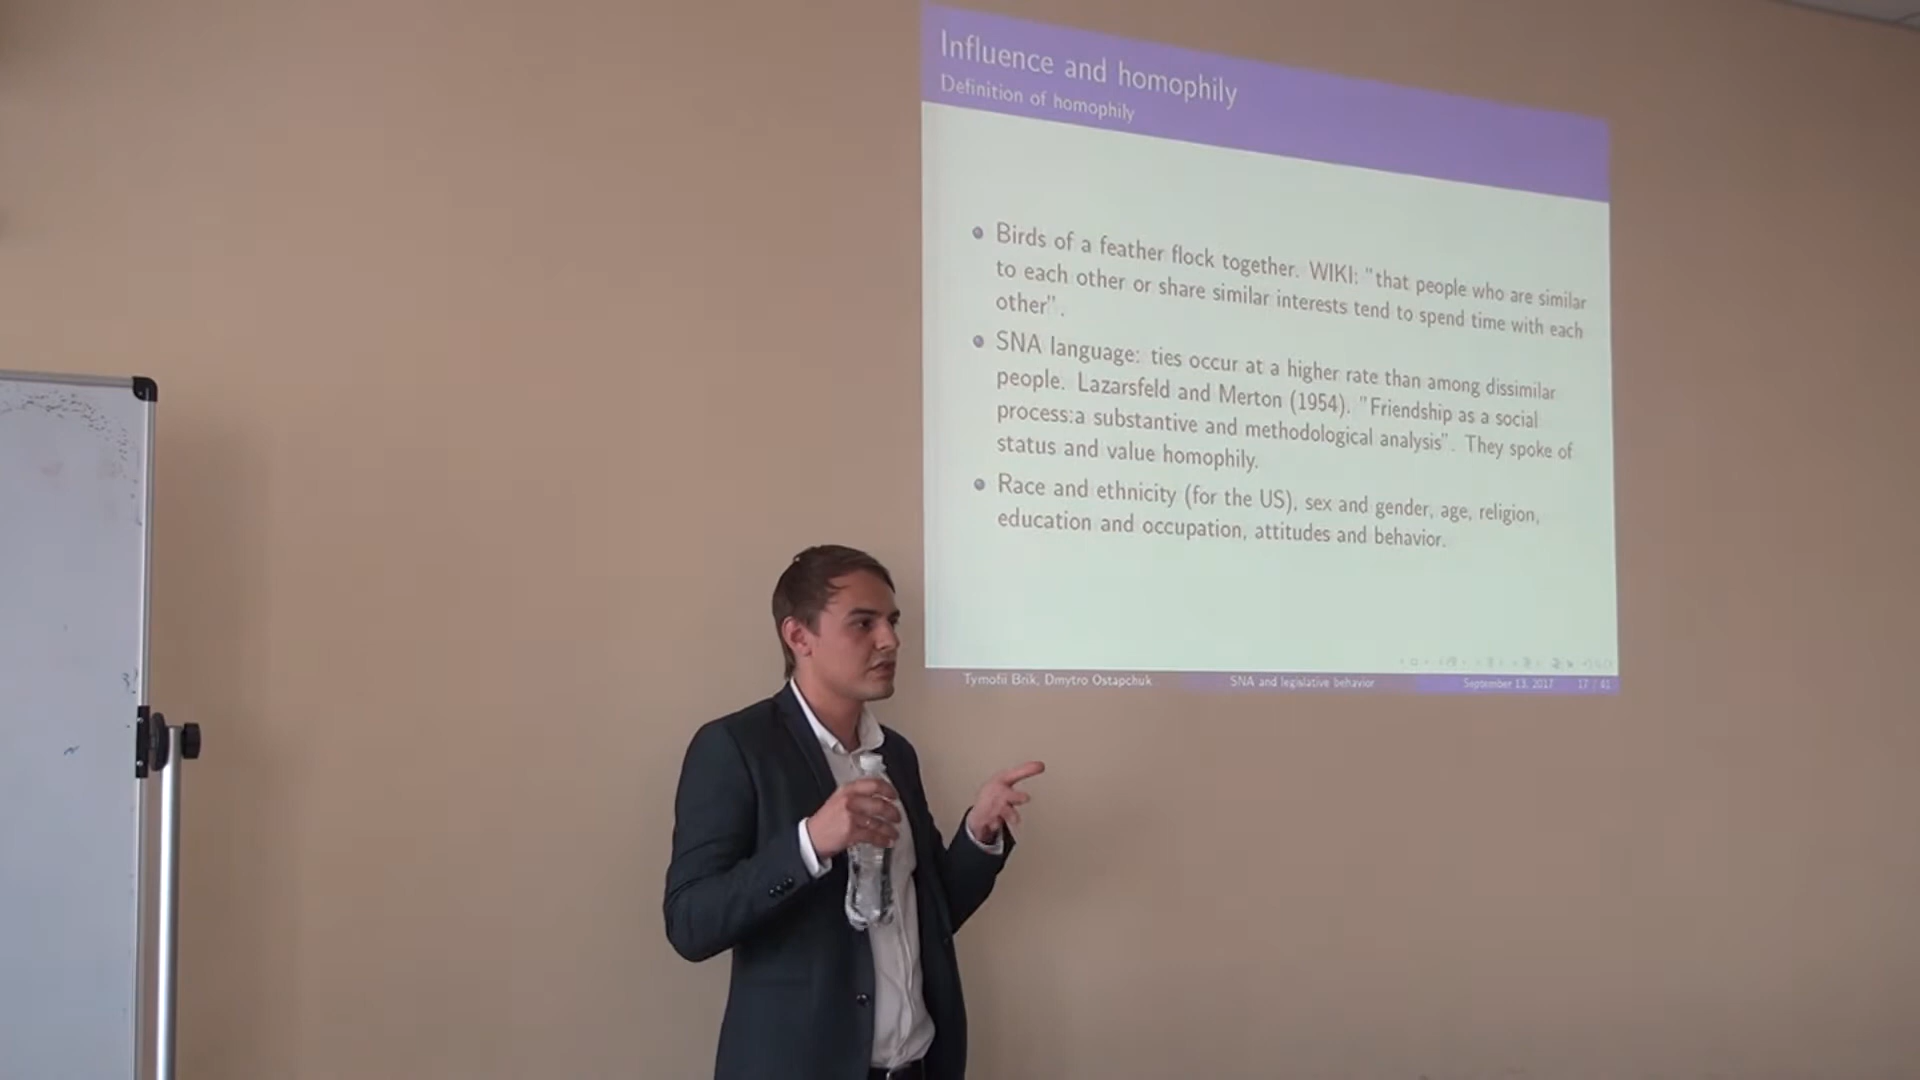 Influence and homophily
Definition of homophily
Birds of a feather flock together. WIKI: "that people who are similar
to each other or share similar interests tend to spend time with each
other".
SNA language: ties occur at a higher rate than among dissimilar
people. Lazarsfeld and Merton (1954). "Friendship as a social
process:a substantive and methodological analysis". They spoke of
status and value homophily.
Race and ethnicity (for the US), sex and gender, age, religion,
education and occupation, attitudes and behavior.
Tymofii Brik, Dmytro Ostapchuk SNA and legislative behavior September 13, 2017 17 / 41